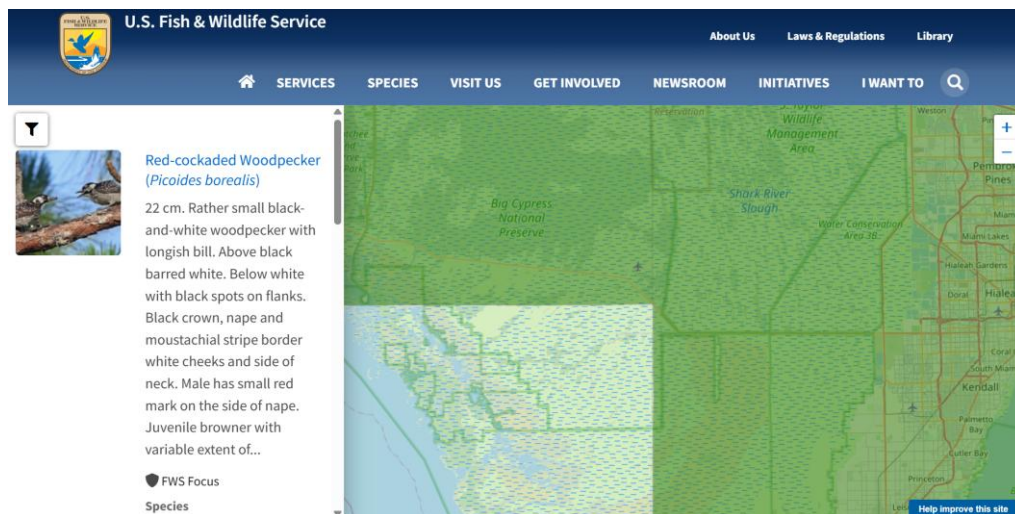 U.S. Fish & Wildlife Service
About Us Laws & Regulations Library
SERVICES SPECIES VISIT US GET INVOLVED NEWSROOM INITIATIVES I WANT TO
Red-cockaded Woodpecker
(Picoides borealis)
22 cm. Rather small black-
and-white woodpecker with
longish bill. Above black
barred white. Below white
with black spots on flanks.
Black crown, nape and
moustachial stripe border
white cheeks and side of
neck. Male has small red
mark on the side of nape.
Juvenile browner with
variable extent of...
FWS Focus
Species
Reservation
Wildlife
Management
Area
Weston
+
−
Pembroke
Pines
Big Cypress
National
Preserve
Shark River
Slough
Water Conservation
Area 3B
Miami
Miami Lakes
Hialeah Gardens
Doral
Hialea
Coral
South Miam
Kendall
Palmetto
Bay
Cutler Bay
Princeton
Help improve this site